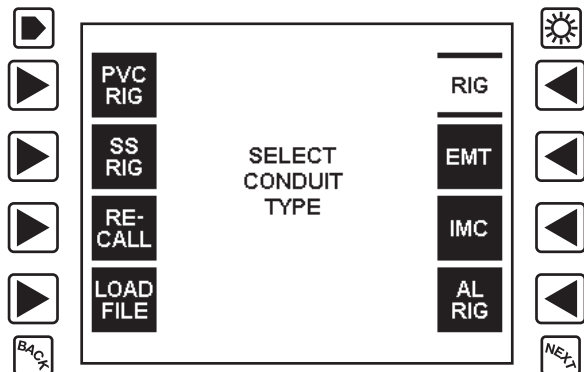 PVC
RIG
SS
RIG
RE-
CALL
LOAD
FILE
SELECT
CONDUIT
TYPE
RIG
EMT
IMC
AL
RIG
BACK
NEXT